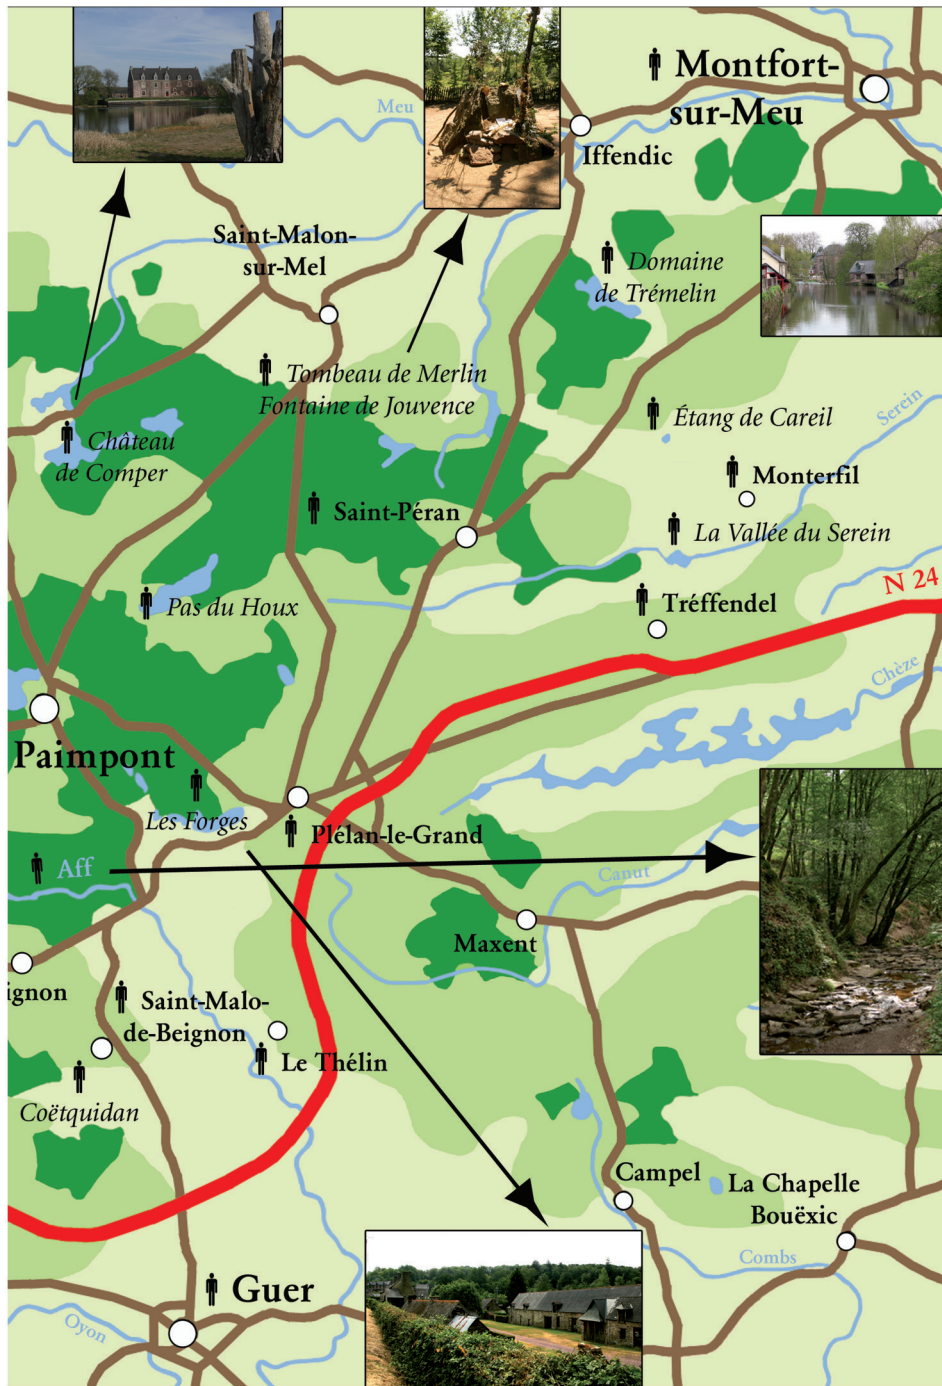 Montfort-
sur-Meu
Meu
Iffendic
Saint-Malon-
sur-Mel
Domaine
de Trémelin
Tombeau de Merlin
Fontaine de Jouvence
Serein
Étang de Careil
Château
de Comper
Monterfil
Saint-Péran
La Vallée du Serein
N 24
Pas du Houx
Tréffendel
Chèze
Paimpont
Les Forges
Plélan-le-Grand
Aff
Canut
Maxent
ignon
Saint-Malo-
de-Beignon
Le Thélin
Coëtquidan
Campel
La Chapelle
Bouëxic
Combs
Guer
Oyon